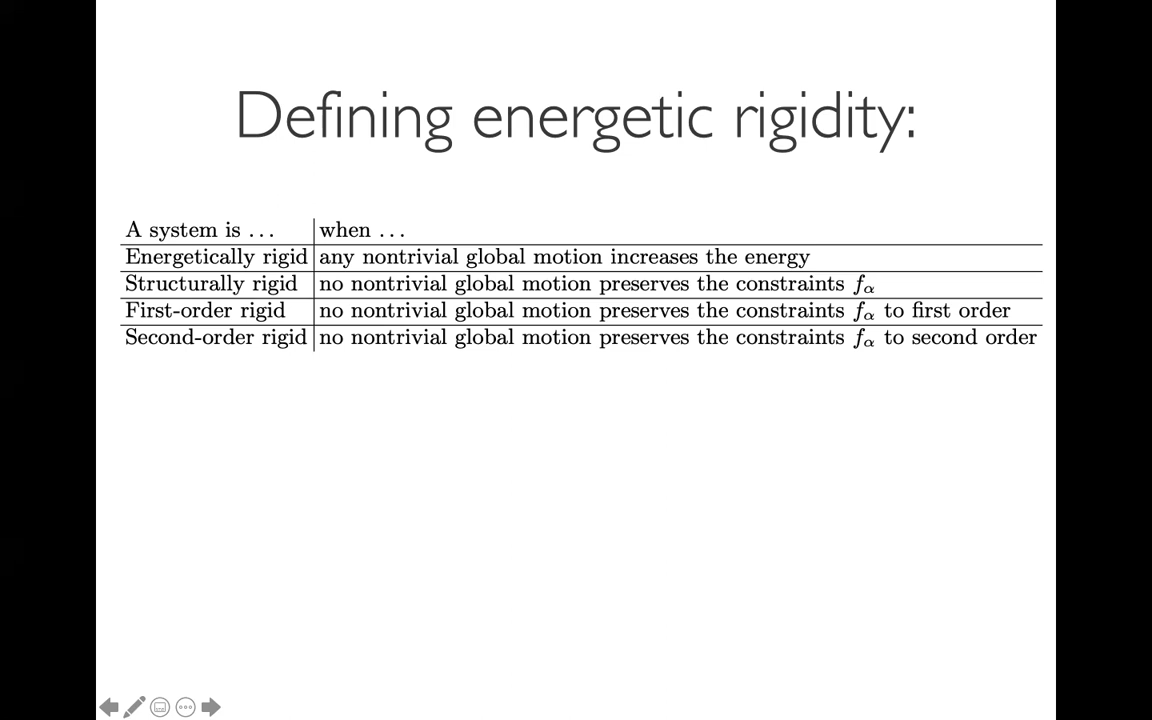 Defining energetic rigidity:
A system is ... when ...
Energetically rigid any nontrivial global motion increases the energy
Structurally rigid no nontrivial global motion preserves the constraints fα
First-order rigid no nontrivial global motion preserves the constraints fα to first order
Second-order rigid no nontrivial global motion preserves the constraints fα to second order